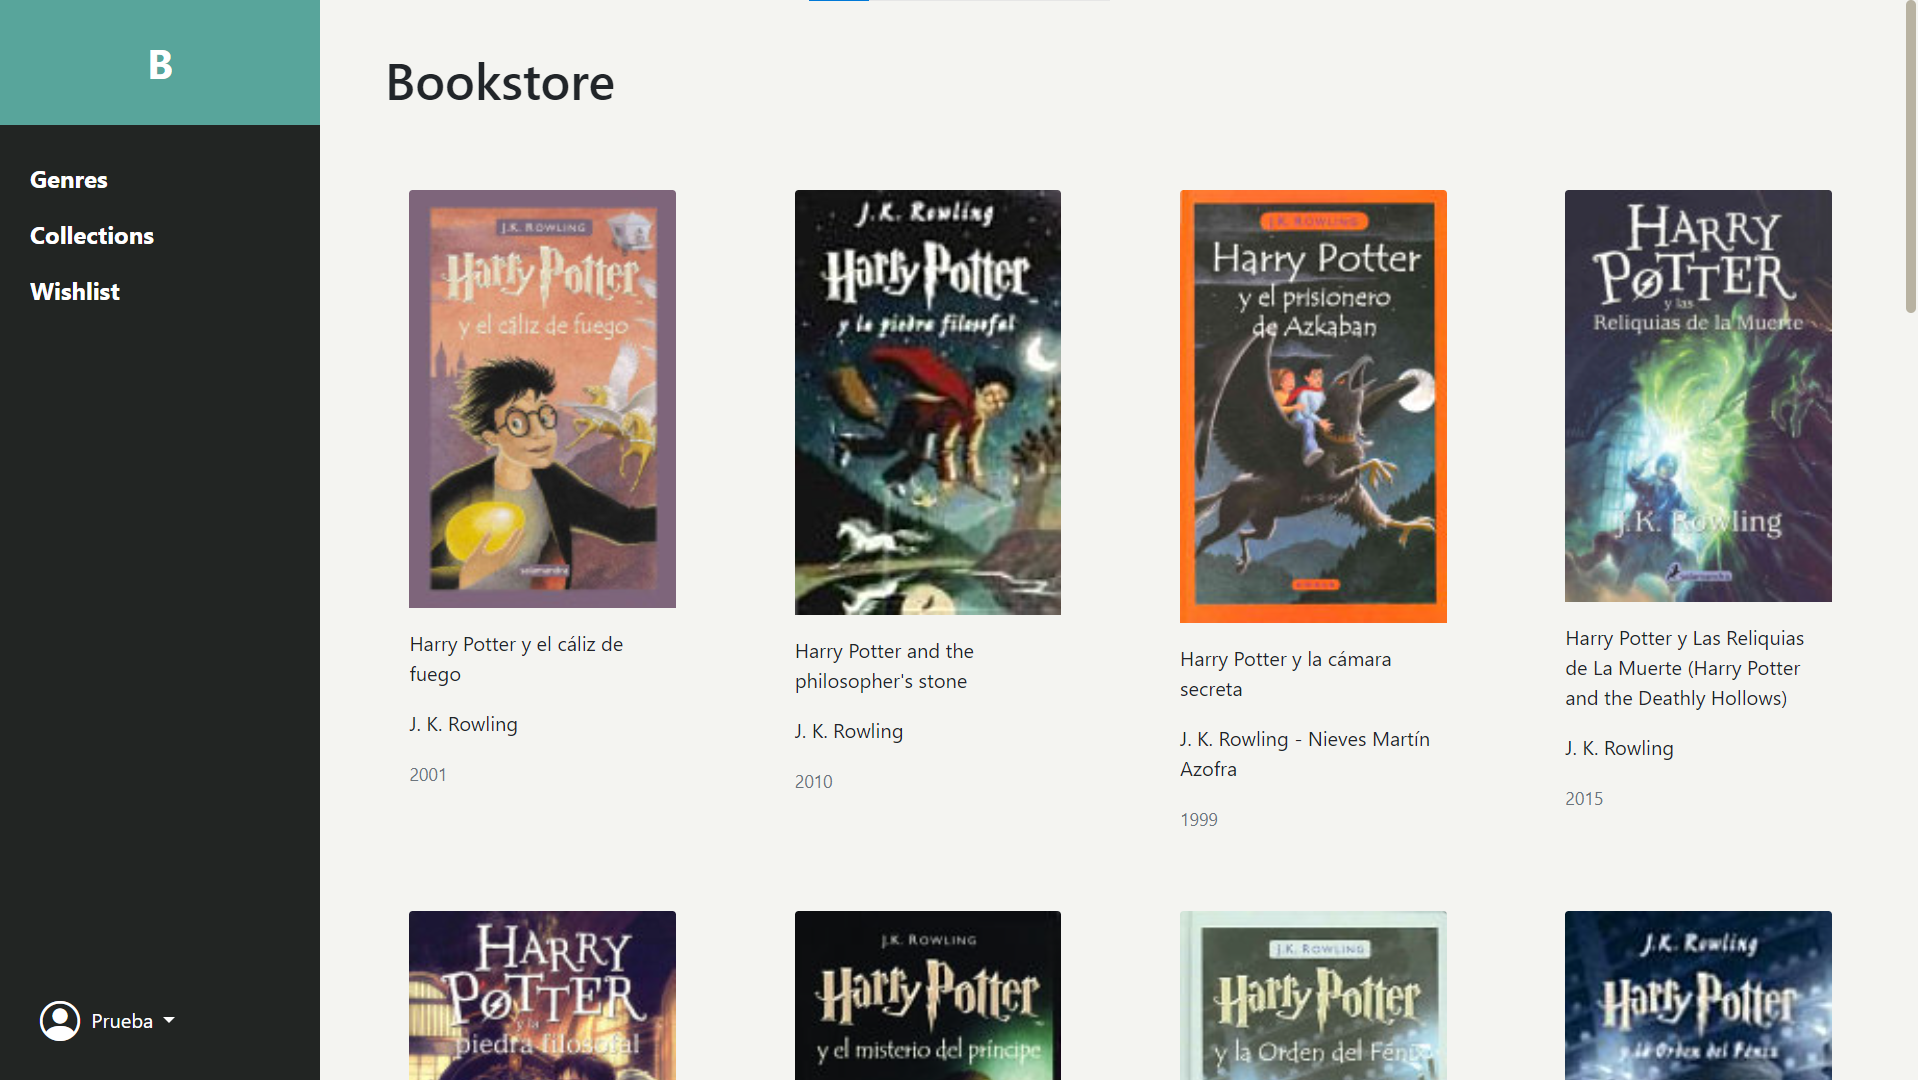 B
Bookstore
Genres
Collections
Wishlist
J.K. ROWLING
Harry Potter
y el cáliz de fuego
salamandra
J.K. Rowling
Harry Potter
y la piedra filosofal
J.K. ROWLING
Harry Potter
y el prisionero
de Azkaban
HARRY
POTTER
y las
Reliquias de la Muerte
J.K. Rowling
salamandra
Harry Potter y el cáliz de
fuego
J. K. Rowling
2001
Harry Potter and the
philosopher's stone
J. K. Rowling
2010
Harry Potter y la cámara
secreta
J. K. Rowling - Nieves Martín
Azofra
1999
Harry Potter y Las Reliquias
de La Muerte (Harry Potter
and the Deathly Hollows)
J. K. Rowling
2015
HARRY
POTTER
y la
piedra filosofal
J.K. ROWLING
Harry Potter
y el misterio del príncipe
J.K. ROWLING
Harry Potter
y la Orden del Fénix
J.K. Rowling
Harry Potter
y la Orden del Fénix
Prueba